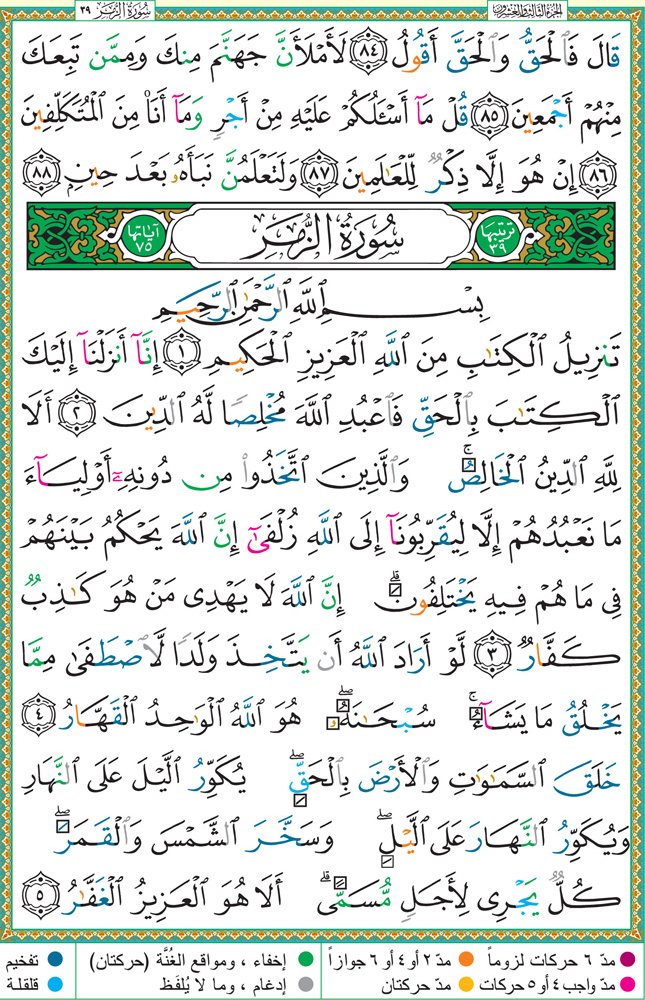 الجزء الثالث والعشرون
سُورَةُ الزُّمَر ٣٩
قَالَ فَٱلْحَقُّ وَٱلْحَقَّ أَقُولُ ٨٤ لَأَمْلَأَنَّ جَهَنَّمَ مِنكَ وَمِمَّن تَبِعَكَ
مِنْهُمْ أَجْمَعِينَ ٨٥ قُلْ مَآ أَسْـَٔلُكُمْ عَلَيْهِ مِنْ أَجْرٍ وَمَآ أَنَا۠ مِنَ ٱلْمُتَكَلِّفِينَ
٨٦ إِنْ هُوَ إِلَّا ذِكْرٌ لِّلْعَـٰلَمِينَ ٨٧ وَلَتَعْلَمُنَّ نَبَأَهُۥ بَعْدَ حِينٍۭ ٨٨
ترتيبها ٣٩
سُورَةُ الزُّمَرِ
آياتها ٧٥
بِسْمِ ٱللَّهِ ٱلرَّحْمَـٰنِ ٱلرَّحِيمِ
تَنزِيلُ ٱلْكِتَـٰبِ مِنَ ٱللَّهِ ٱلْعَزِيزِ ٱلْحَكِيمِ ١ إِنَّآ أَنزَلْنَآ إِلَيْكَ
ٱلْكِتَـٰبَ بِٱلْحَقِّ فَٱعْبُدِ ٱللَّهَ مُخْلِصًا لَّهُ ٱلدِّينَ ٢ أَلَا
لِلَّهِ ٱلدِّينُ ٱلْخَالِصُ ۚ وَٱلَّذِينَ ٱتَّخَذُوا۟ مِن دُونِهِۦٓ أَوْلِيَآءَ
مَا نَعْبُدُهُمْ إِلَّا لِيُقَرِّبُونَآ إِلَى ٱللَّهِ زُلْفَىٰٓ إِنَّ ٱللَّهَ يَحْكُمُ بَيْنَهُمْ
فِى مَا هُمْ فِيهِ يَخْتَلِفُونَ ۗ إِنَّ ٱللَّهَ لَا يَهْدِى مَنْ هُوَ كَـٰذِبٌ
كَفَّارٌ ٣ لَّوْ أَرَادَ ٱللَّهُ أَن يَتَّخِذَ وَلَدًا لَّٱصْطَفَىٰ مِمَّا
يَخْلُقُ مَا يَشَآءُ ۚ سُبْحَـٰنَهُۥ ۖ هُوَ ٱللَّهُ ٱلْوَٰحِدُ ٱلْقَهَّارُ ٤
خَلَقَ ٱلسَّمَـٰوَٰتِ وَٱلْأَرْضَ بِٱلْحَقِّ ۖ يُكَوِّرُ ٱلَّيْلَ عَلَى ٱلنَّهَارِ
وَيُكَوِّرُ ٱلنَّهَارَ عَلَى ٱلَّيْلِ ۖ وَسَخَّرَ ٱلشَّمْسَ وَٱلْقَمَرَ ۖ
كُلٌّ يَجْرِى لِأَجَلٍ مُّسَمًّى ۗ أَلَا هُوَ ٱلْعَزِيزُ ٱلْغَفَّـٰرُ ٥
مدّ ٦ حركات لزوماً مدّ ٢ أو ٤ أو ٦ جوازاً إخفاء ، ومواقع الغُنَّة (حركتان) تفخيم
مدّ واجب ٤ أو ٥ حركات مدّ حركتان إدغام ، وما لا يُلفَظ قلقلة